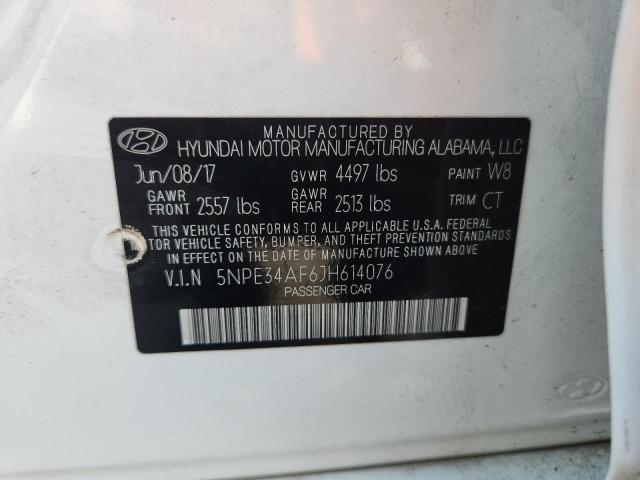 MANUFACTURED BY
HYUNDAI MOTOR MANUFACTURING ALABAMA, LLC
Jun/08/17 GVWR 4497 lbs PAINT W8
GAWR FRONT 2557 lbs GAWR REAR 2513 lbs TRIM CT
THIS VEHICLE CONFORMS TO ALL APPLICABLE U.S.A. FEDERAL
MOTOR VEHICLE SAFETY, BUMPER, AND THEFT PREVENTION STANDARDS
IN EFFECT ON THE DATE OF MANUFACTURE SHOWN ABOVE
V.I.N 5NPE34AF6JH614076
PASSENGER CAR